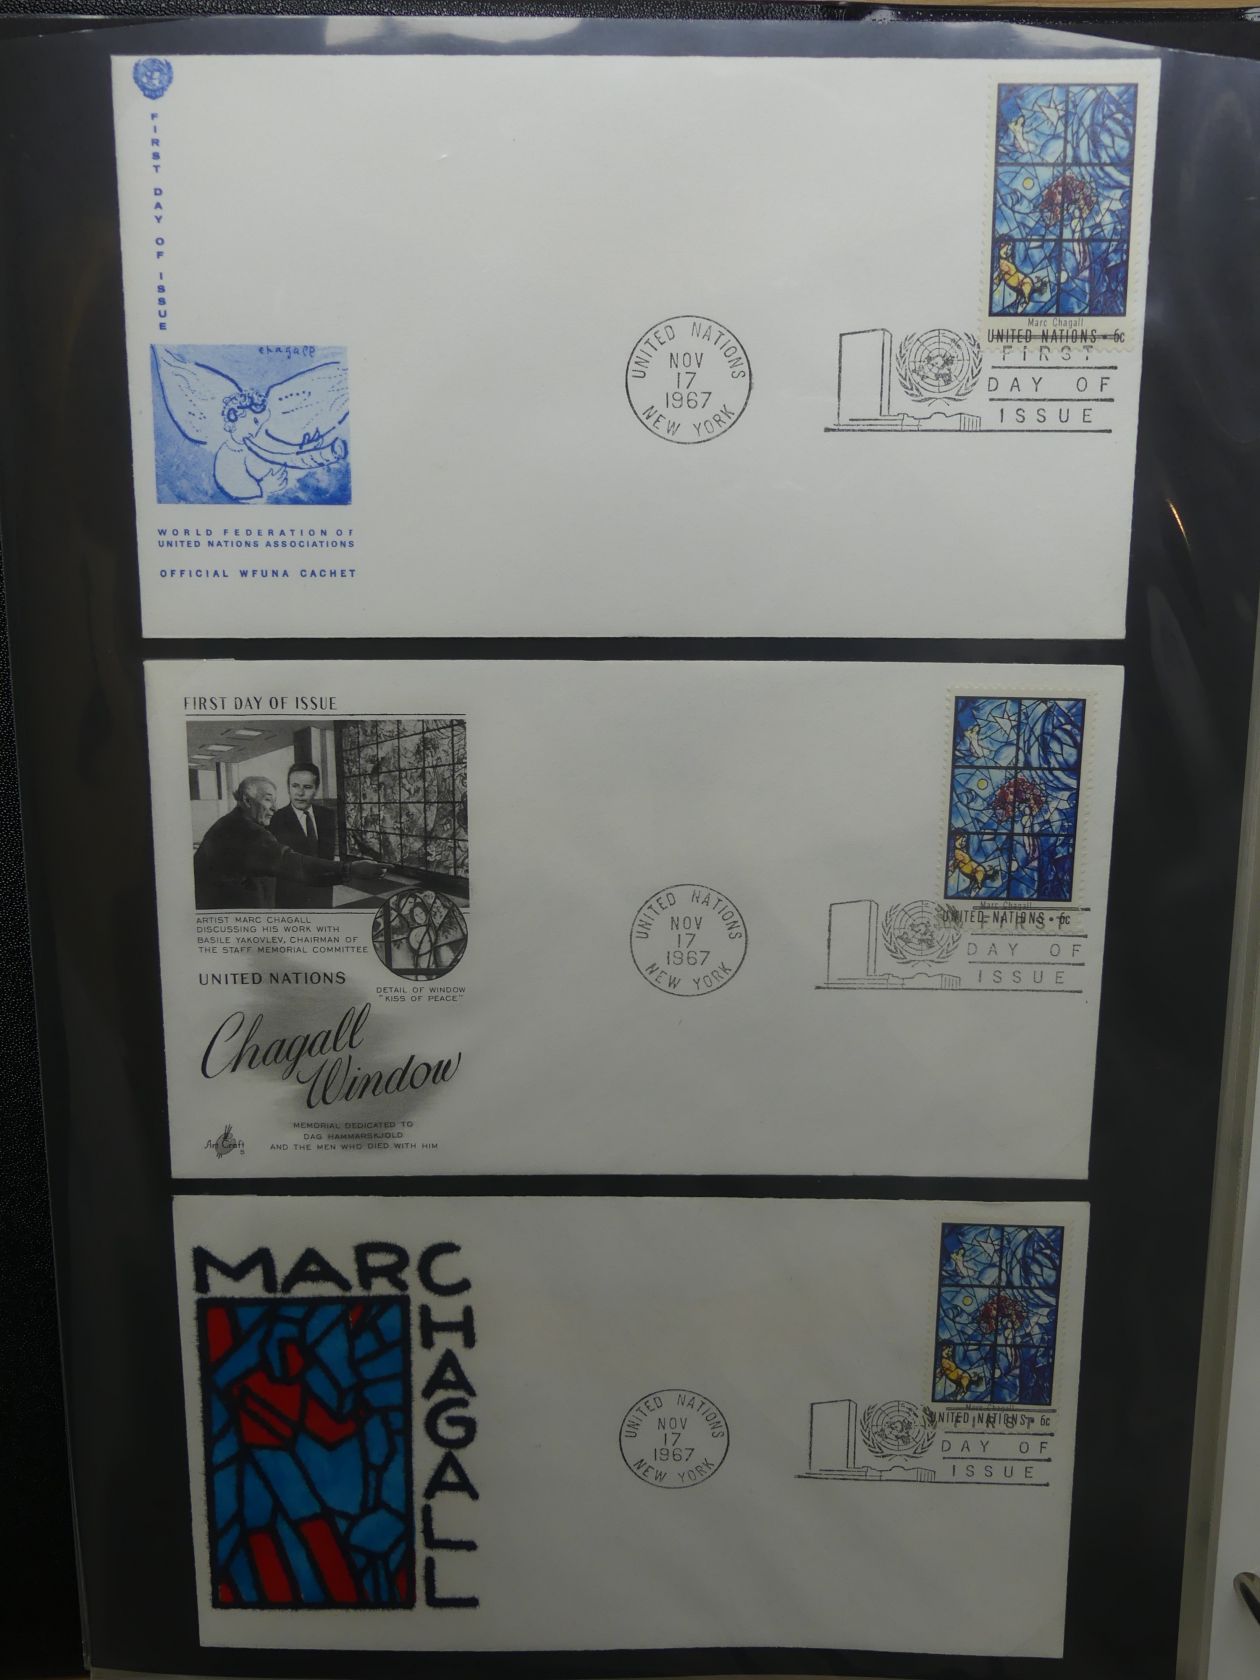 FIRST DAY OF ISSUE
chagall
WORLD FEDERATION OF
UNITED NATIONS ASSOCIATIONS
OFFICIAL WFUNA CACHET
UNITED NATIONS
NOV
17
1967
NEW YORK
Marc Chagall
UNITED NATIONS • 6c
FIRST
DAY OF
ISSUE
FIRST DAY OF ISSUE
ARTIST MARC CHAGALL
DISCUSSING HIS WORK WITH
BASILE YAKOVLEV, CHAIRMAN OF
THE STAFF MEMORIAL COMMITTEE
UNITED NATIONS
DETAIL OF WINDOW
"KISS OF PEACE"
Chagall
Window
MEMORIAL DEDICATED TO
DAG HAMMARSKJOLD
AND THE MEN WHO DIED WITH HIM
Art Craft
UNITED NATIONS
NOV
17
1967
NEW YORK
Marc Chagall
UNITED NATIONS • 6c
FIRST
DAY OF
ISSUE
MARC
CHAGALL
UNITED NATIONS
NOV
17
1967
NEW YORK
Marc Chagall
UNITED NATIONS • 6c
FIRST
DAY OF
ISSUE